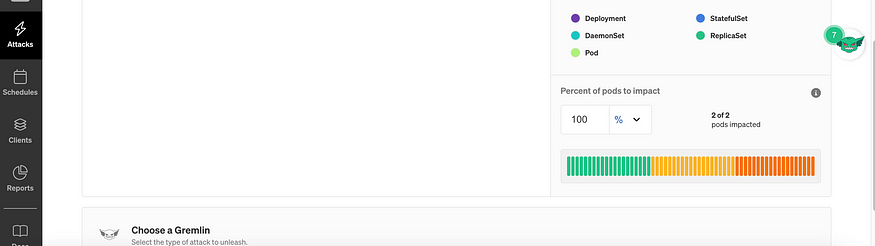 Attacks
Schedules
Clients
Reports
Deployment
StatefulSet
DaemonSet
ReplicaSet
Pod
7
Percent of pods to impact
100 %
2 of 2
pods impacted
Choose a Gremlin
Select the type of attack to unleash.